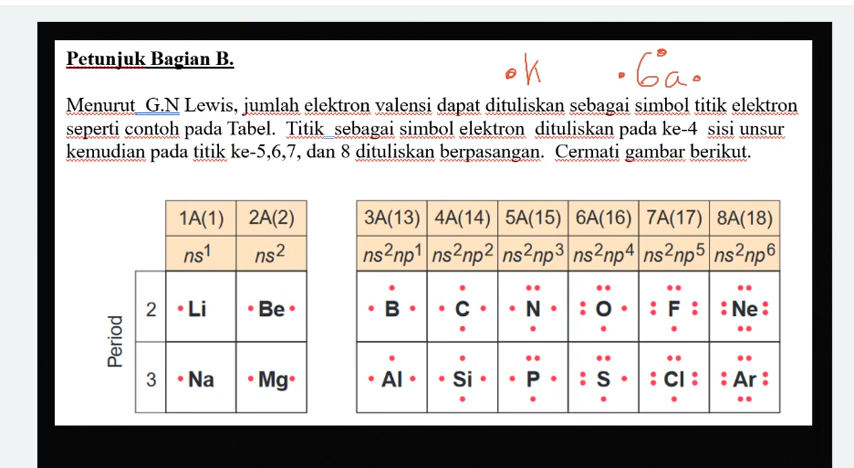 Petunjuk Bagian B.
•K •Ga•
Menurut G.N Lewis, jumlah elektron valensi dapat dituliskan sebagai simbol titik elektron
seperti contoh pada Tabel. Titik sebagai simbol elektron dituliskan pada ke-4 sisi unsur
kemudian pada titik ke-5,6,7, dan 8 dituliskan berpasangan. Cermati gambar berikut.
1A(1) 2A(2) 3A(13) 4A(14) 5A(15) 6A(16) 7A(17) 8A(18)
ns¹ ns² ns²np¹ ns²np² ns²np³ ns²np⁴ ns²np⁵ ns²np⁶
Period
2 Li Be B C N O F Ne
3 Na Mg Al Si P S Cl Ar